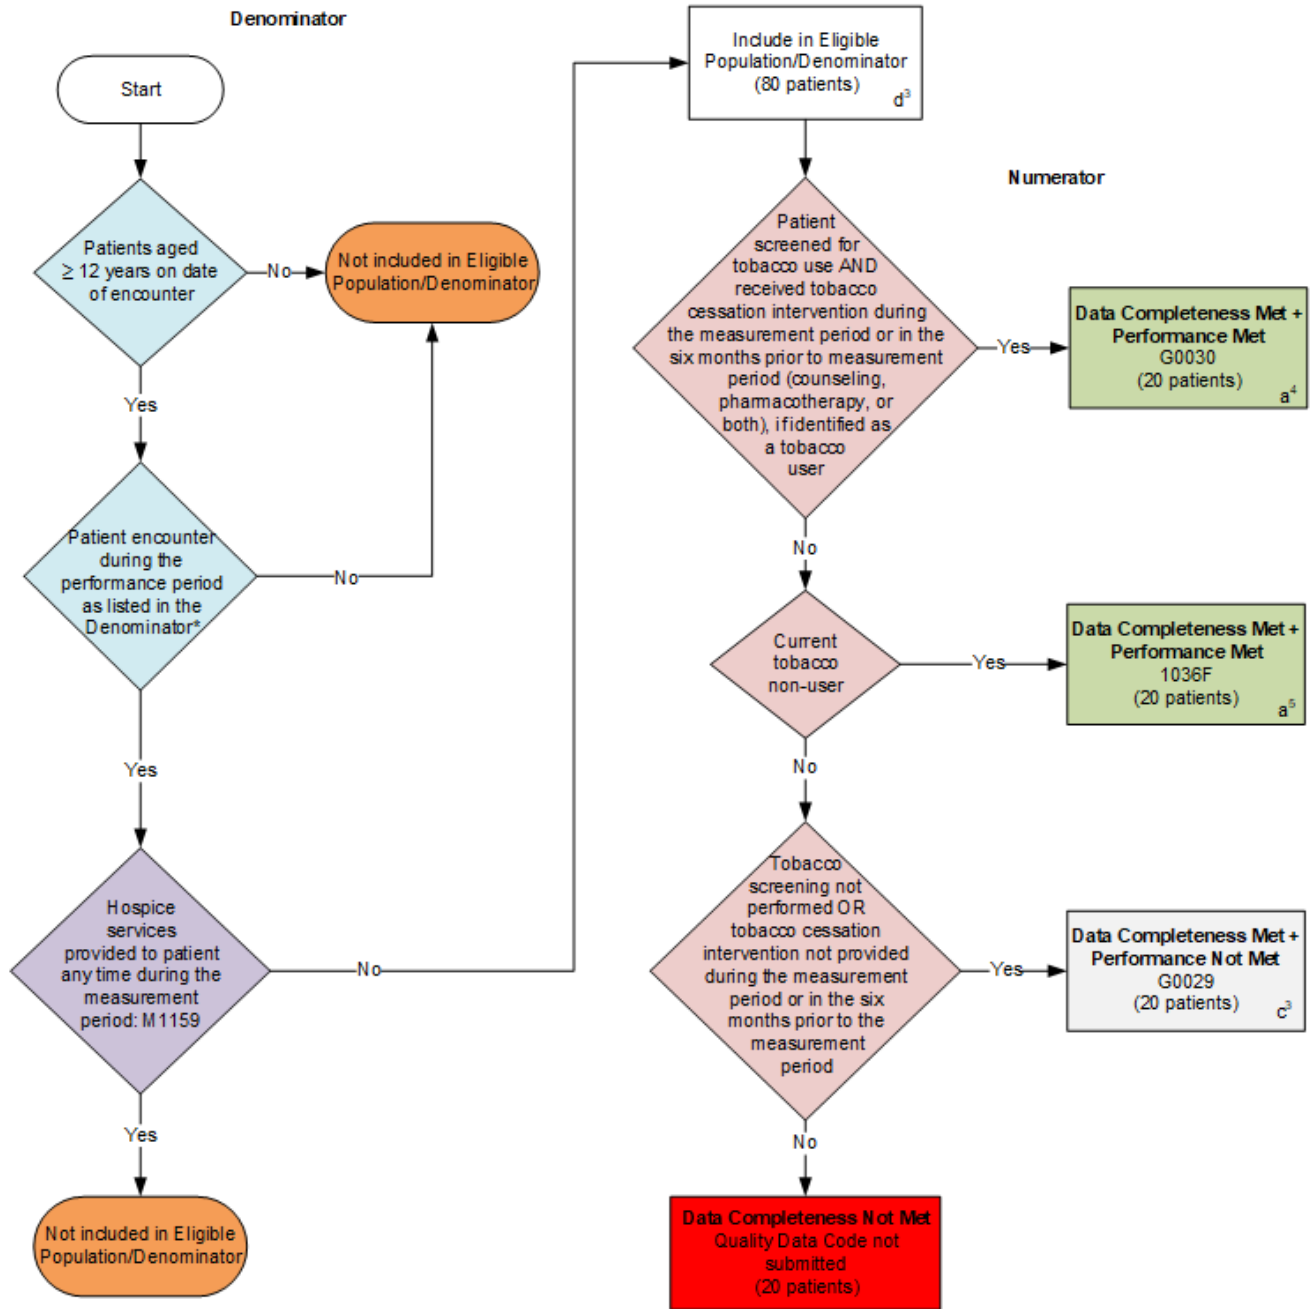 Denominator
Start
Patients aged
≥ 12 years on date
of encounter
No
Not included in Eligible
Population/Denominator
Yes
Patient encounter
during the
performance period
as listed in the
Denominator*
No
Yes
Hospice
services
provided to patient
any time during the
measurement
period: M1159
No
Yes
Not included in Eligible
Population/Denominator
Include in Eligible
Population/Denominator
(80 patients)
d³
Numerator
Patient
screened for
tobacco use AND
received tobacco
cessation intervention during
the measurement period or in the
six months prior to measurement
period (counseling,
pharmacotherapy, or
both), if identified as
a tobacco
user
Yes
Data Completeness Met +
Performance Met
G0030
(20 patients)
a⁴
No
Current
tobacco
non-user
Yes
Data Completeness Met +
Performance Met
1036F
(20 patients)
a⁵
No
Tobacco
screening not
performed OR
tobacco cessation
intervention not provided
during the measurement
period or in the six
months prior to the
measurement
period
Yes
Data Completeness Met +
Performance Not Met
G0029
(20 patients)
c³
No
Data Completeness Not Met
Quality Data Code not
submitted
(20 patients)